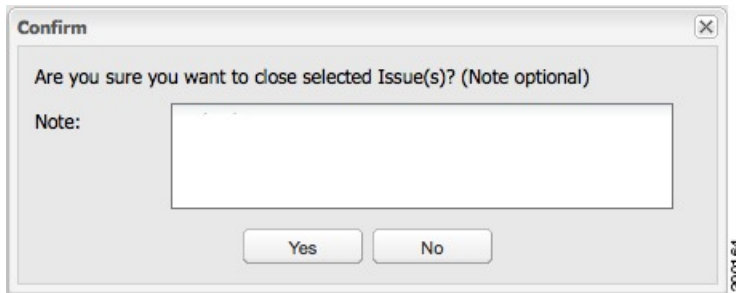 Confirm
Are you sure you want to close selected Issue(s)? (Note optional)
Note:
Yes
No